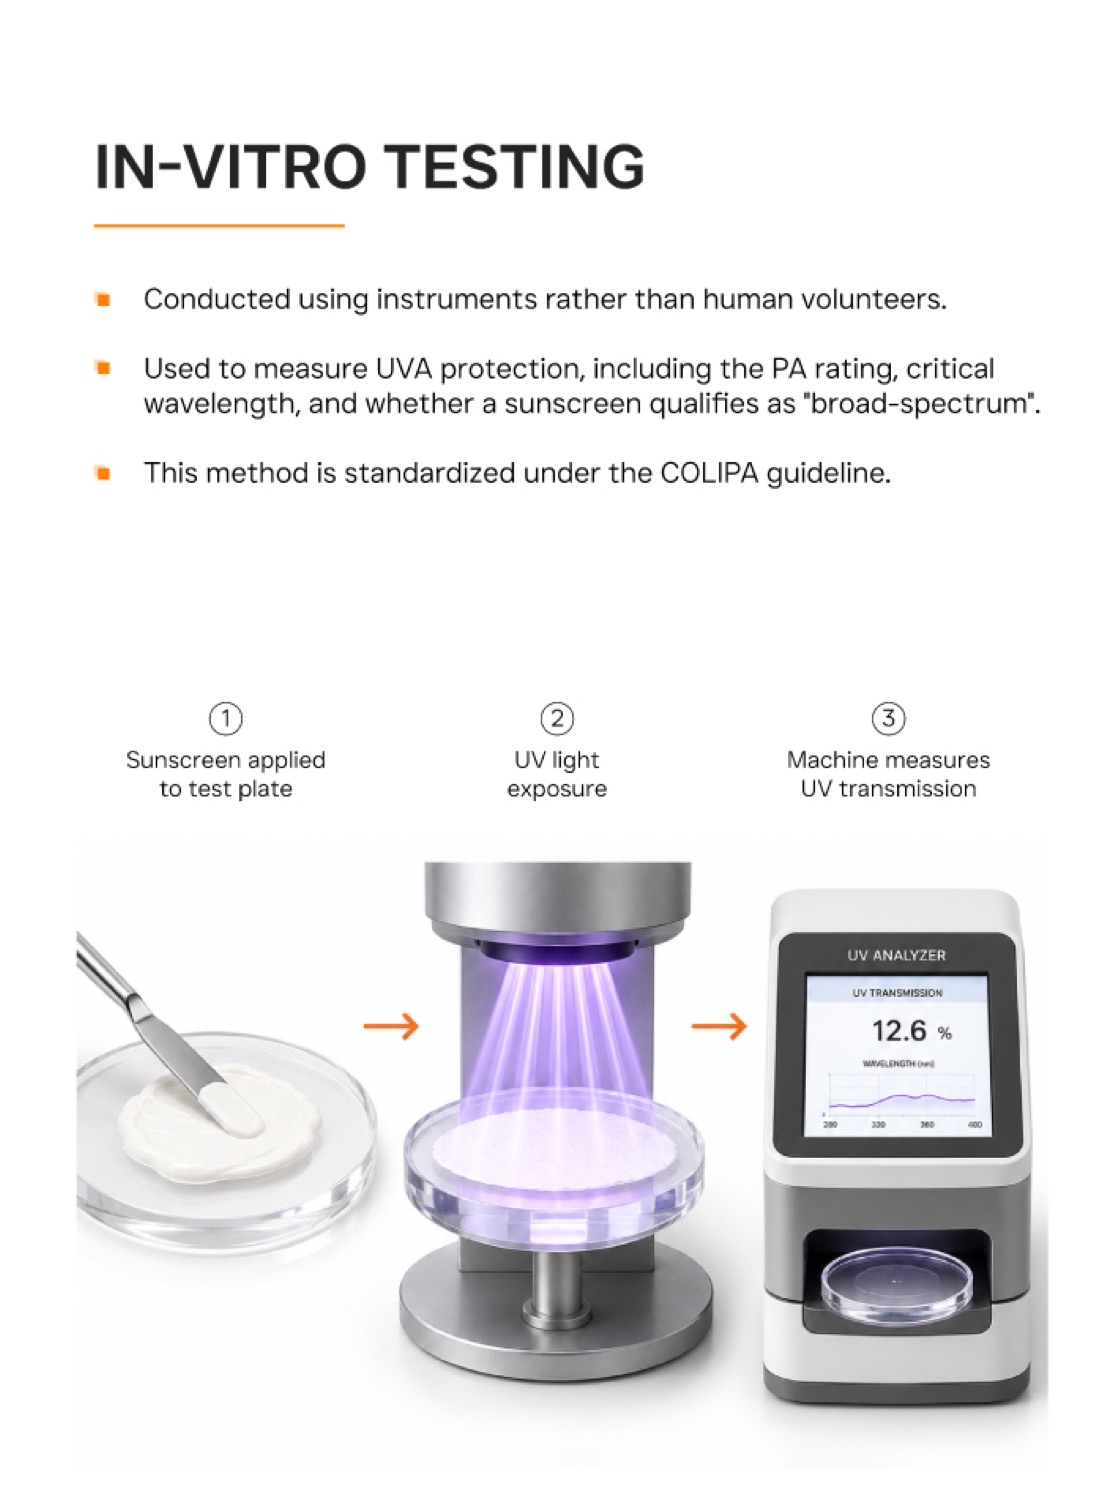 IN-VITRO TESTING
Conducted using instruments rather than human volunteers.
Used to measure UVA protection, including the PA rating, critical
wavelength, and whether a sunscreen qualifies as "broad-spectrum".
This method is standardized under the COLIPA guideline.
1
Sunscreen applied
to test plate
2
UV light
exposure
3
Machine measures
UV transmission
UV ANALYZER
UV TRANSMISSION
12.6 %
WAVELENGTH (nm)
0
280 320 360 400